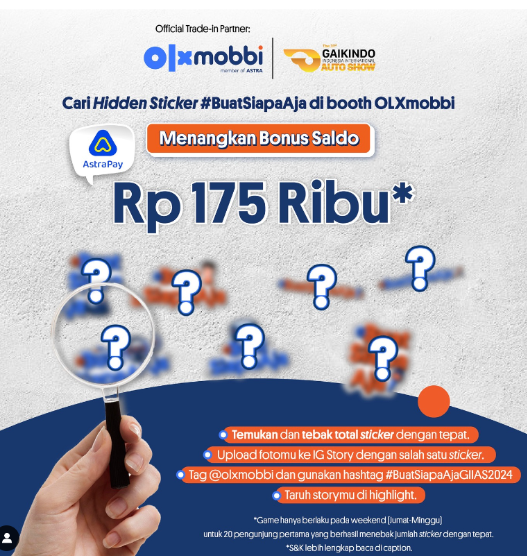 Official Trade-in Partner:
olxmobbi
member of ASTRA
GAIKINDO
INDONESIA INTERNATIONAL
AUTO SHOW
Cari Hidden Sticker #BuatSiapaAja di booth OLXmobbi
AstraPay
Menangkan Bonus Saldo
Rp 175 Ribu*
? ? ? ?
? ? ?
Temukan dan tebak total sticker dengan tepat.
Upload fotomu ke IG Story dengan salah satu sticker.
Tag @olxmobbi dan gunakan hashtag #BuatSiapaAjaGIIAS2024
Taruh storymu di highlight.
*Game hanya berlaku pada weekend (Jumat-Minggu)
untuk 20 pengunjung pertama yang berhasil menebak jumlah sticker dengan tepat.
*S&K lebih lengkap baca di caption.